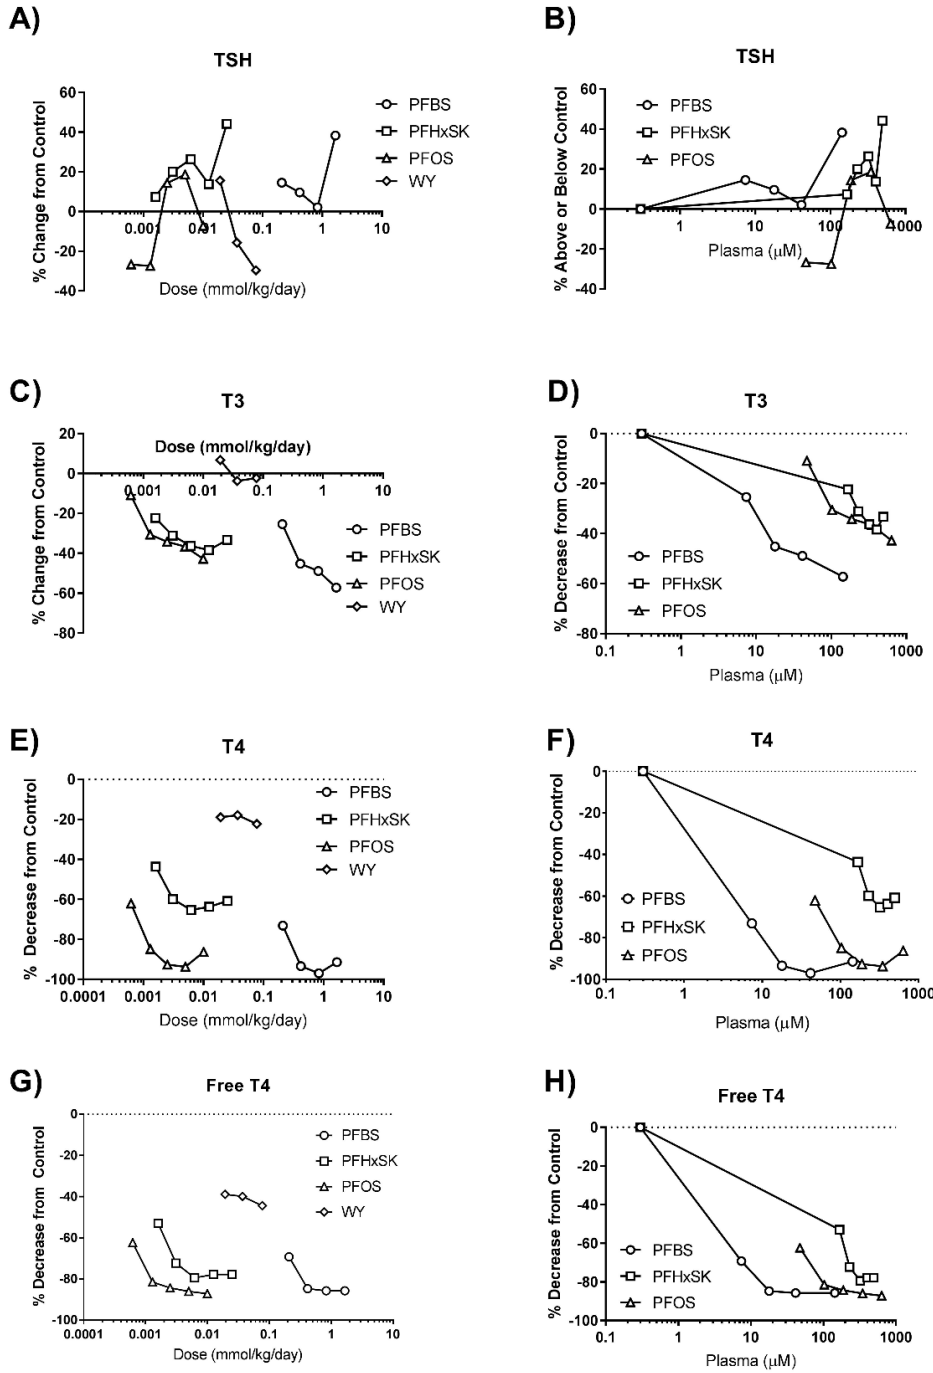 A)
TSH
% Change from Control
60
40
20
0
-20
-40
0.001
0.01
0.1
1
10
Dose (mmol/kg/day)
PFBS
PFHxSK
PFOS
WY
B)
TSH
% Above or Below Control
60
40
20
0
-20
-40
1
10
100
Plasma (μM)
PFBS
PFHxSK
PFOS
C)
T3
% Change from Control
20
0
-20
-40
-60
-80
Dose (mmol/kg/day)
0.001
0.01
0.1
1
10
PFBS
PFHxSK
PFOS
WY
D)
T3
% Decrease from Control
0
-20
-40
-60
-80
0.1
1
10
100
1000
Plasma (μM)
PFBS
PFHxSK
PFOS
E)
T4
% Decrease from Control
0
-20
-40
-60
-80
-100
0.0001
0.001
0.01
0.1
1
10
Dose (mmol/kg/day)
PFBS
PFHxSK
PFOS
WY
F)
T4
% Decrease from Control
0
-20
-40
-60
-80
-100
0.1
1
10
100
1000
Plasma (μM)
PFBS
PFHxSK
PFOS
G)
Free T4
% Decrease from Control
0
-20
-40
-60
-80
-100
0.0001
0.001
0.01
0.1
1
10
Dose (mmol/kg/day)
PFBS
PFHxSK
PFOS
WY
H)
Free T4
% Decrease from Control
0
-20
-40
-60
-80
-100
0.1
1
10
100
1000
Plasma (μM)
PFBS
PFHxSK
PFOS